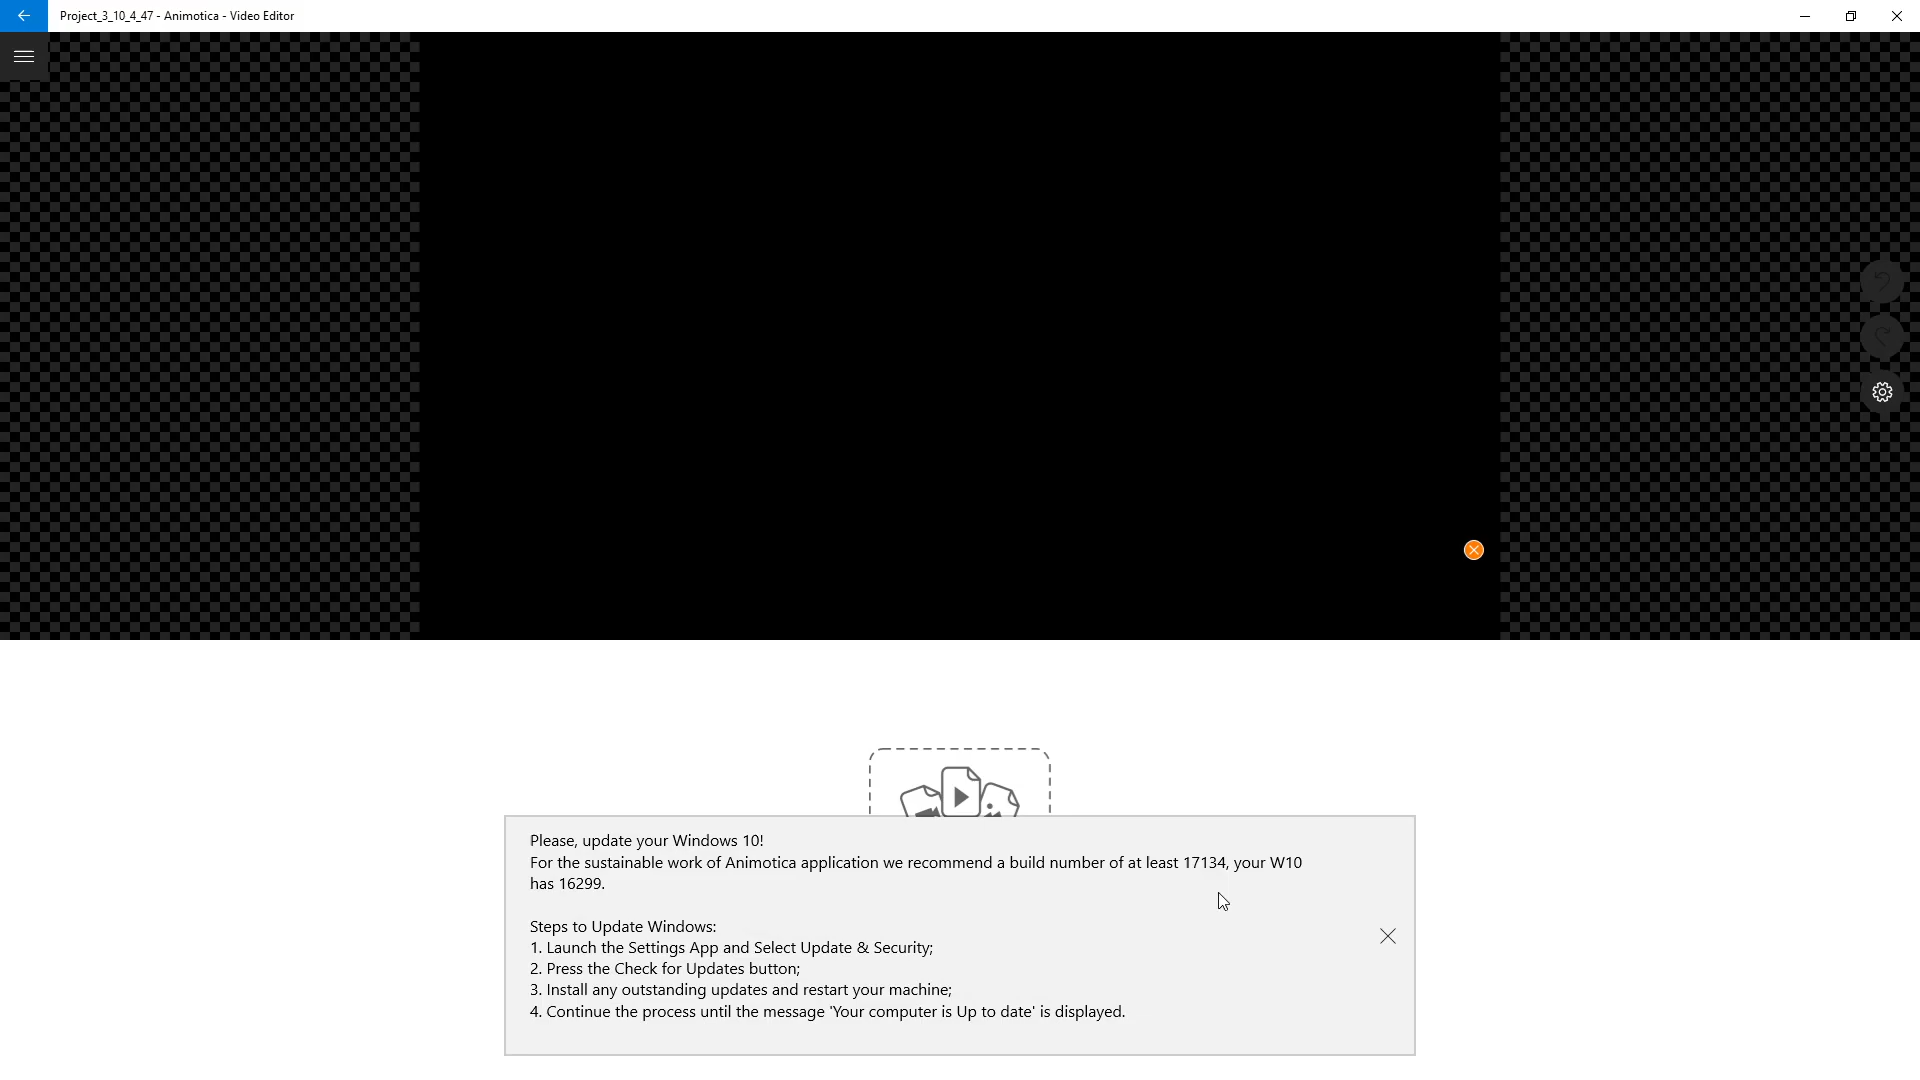 Project_3_10_4_47 - Animotica - Video Editor
Please, update your Windows 10!
For the sustainable work of Animotica application we recommend a build number of at least 17134, your W10
has 16299.
Steps to Update Windows:
1. Launch the Settings App and Select Update & Security;
2. Press the Check for Updates button;
3. Install any outstanding updates and restart your machine;
4. Continue the process until the message 'Your computer is Up to date' is displayed.